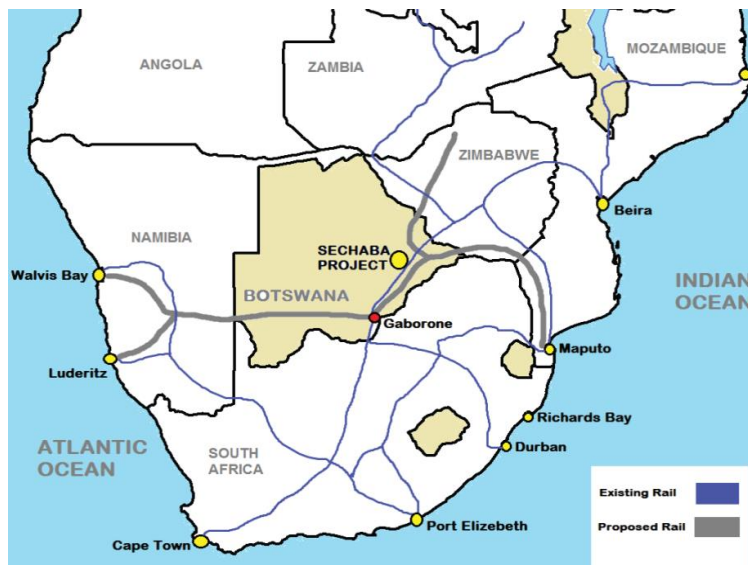 ANGOLA
ZAMBIA
MOZAMBIQUE
ZIMBABWE
NAMIBIA
Beira
SECHABA
PROJECT
Walvis Bay
BOTSWANA
INDIAN
OCEAN
Gaborone
Maputo
Luderitz
Richards Bay
ATLANTIC
OCEAN
SOUTH
AFRICA
Durban
Existing Rail
Port Elizebeth
Proposed Rail
Cape Town